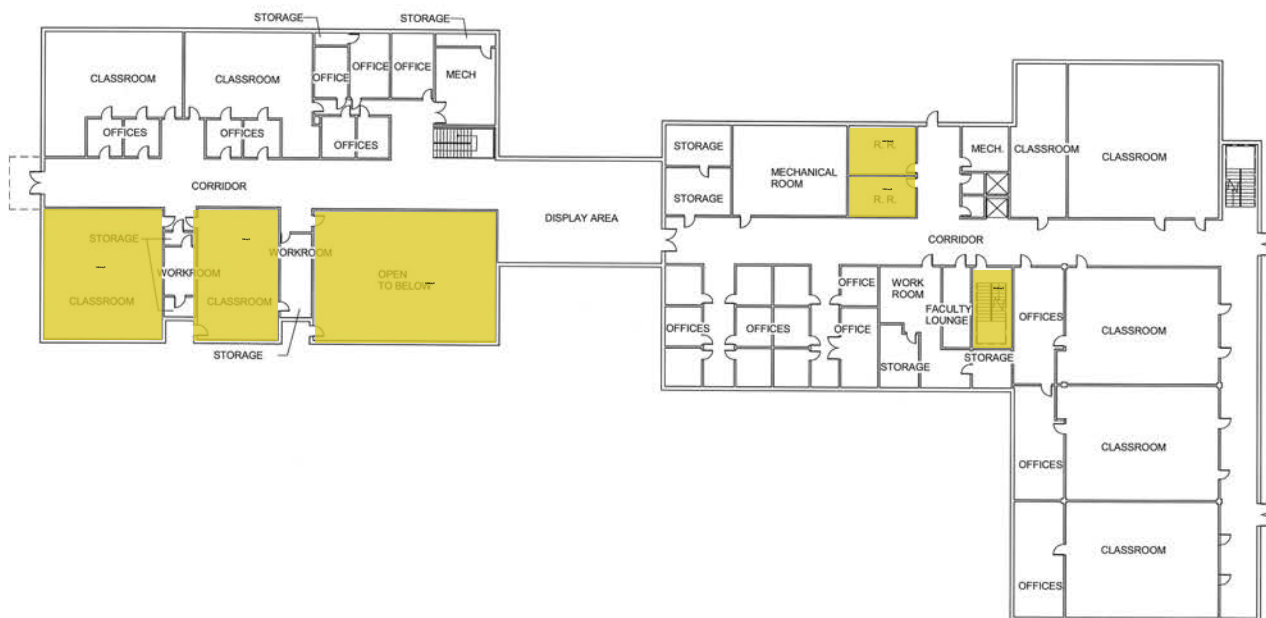 STORAGE
STORAGE
CLASSROOM
CLASSROOM
OFFICE
OFFICE
OFFICE
MECH
OFFICES
OFFICES
OFFICES
CORRIDOR
STORAGE
WORKROOM
CLASSROOM
CLASSROOM
WORKROOM
OPEN
TO BELOW
STORAGE
DISPLAY AREA
STORAGE
STORAGE
MECHANICAL
ROOM
R. R.
R. R.
MECH.
CLASSROOM
CLASSROOM
CORRIDOR
OFFICES
OFFICES
OFFICE
OFFICE
WORK
ROOM
FACULTY
LOUNGE
STORAGE
STORAGE
OFFICES
CLASSROOM
OFFICES
CLASSROOM
OFFICES
CLASSROOM